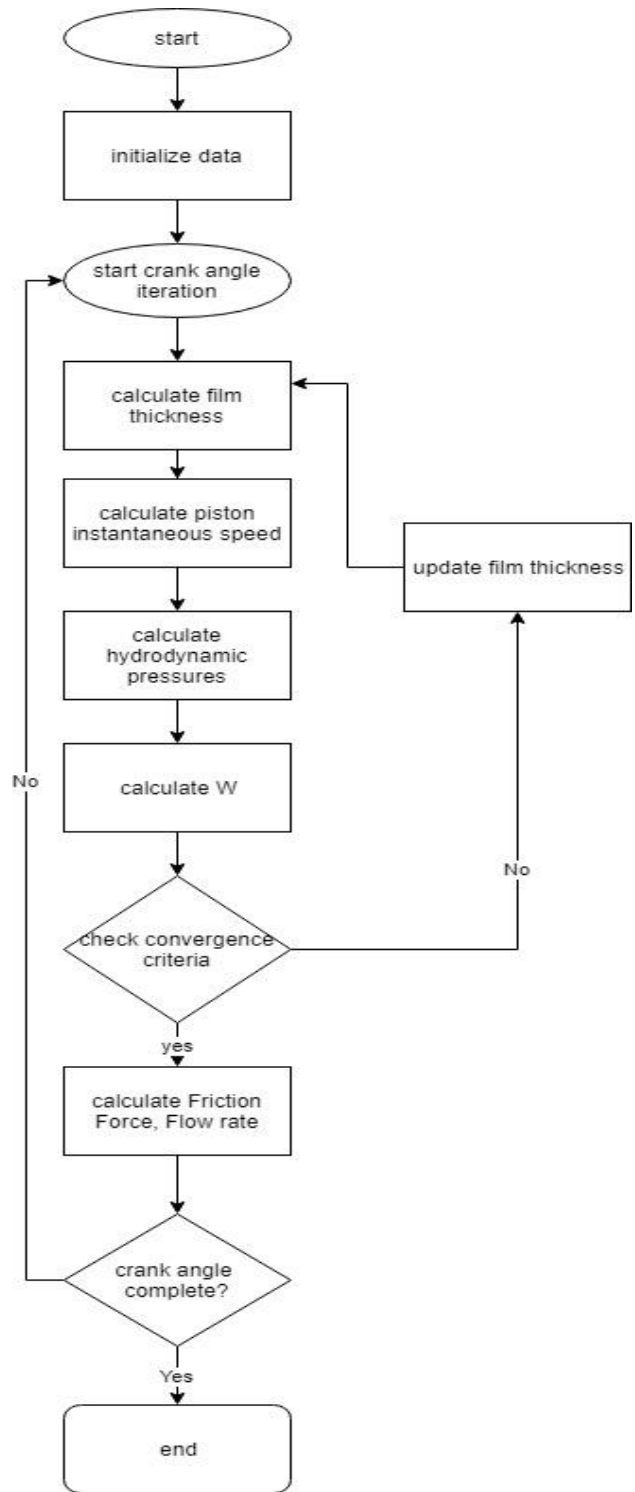 start
initialize data
start crank angle
iteration
calculate film
thickness
calculate piston
instantaneous speed
update film thickness
calculate
hydrodynamic
pressures
No
calculate W
No
check convergence
criteria
yes
calculate Friction
Force, Flow rate
crank angle
complete?
Yes
end